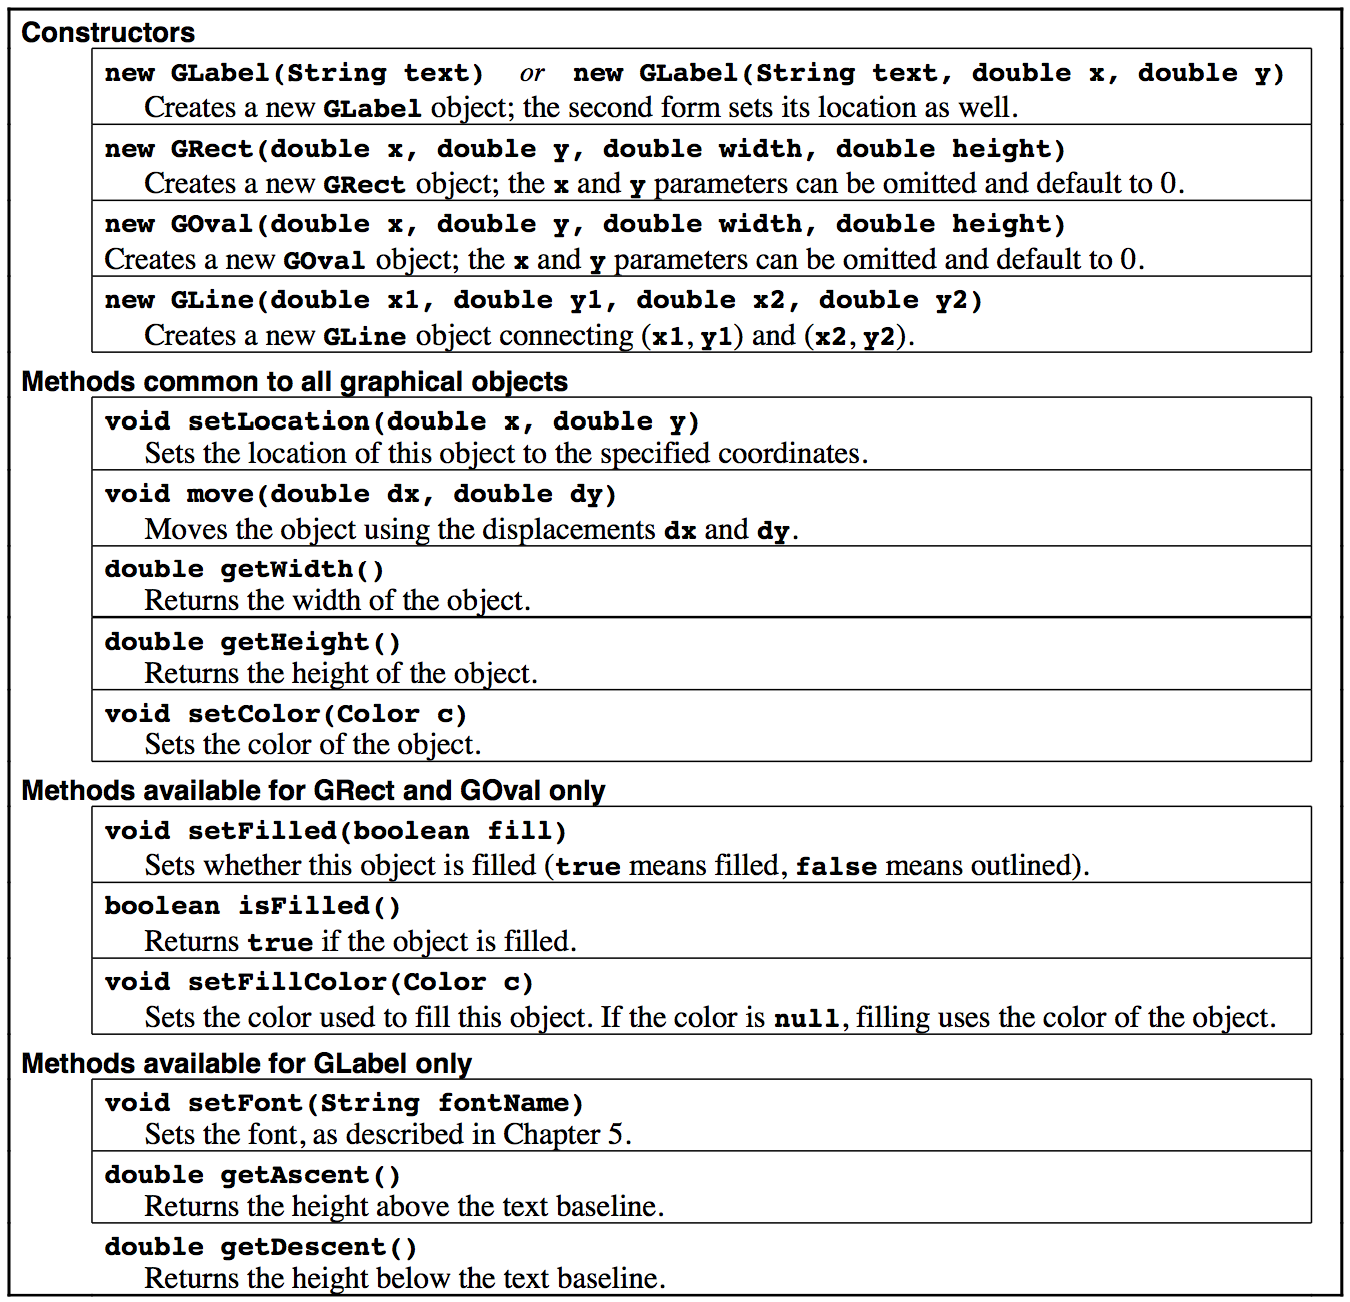 Constructors
new GLabel(String text) or new GLabel(String text, double x, double y)
Creates a new GLabel object; the second form sets its location as well.
new GRect(double x, double y, double width, double height)
Creates a new GRect object; the x and y parameters can be omitted and default to 0.
new GOval(double x, double y, double width, double height)
Creates a new GOval object; the x and y parameters can be omitted and default to 0.
new GLine(double x1, double y1, double x2, double y2)
Creates a new GLine object connecting (x1, y1) and (x2, y2).
Methods common to all graphical objects
void setLocation(double x, double y)
Sets the location of this object to the specified coordinates.
void move(double dx, double dy)
Moves the object using the displacements dx and dy.
double getWidth()
Returns the width of the object.
double getHeight()
Returns the height of the object.
void setColor(Color c)
Sets the color of the object.
Methods available for GRect and GOval only
void setFilled(boolean fill)
Sets whether this object is filled (true means filled, false means outlined).
boolean isFilled()
Returns true if the object is filled.
void setFillColor(Color c)
Sets the color used to fill this object. If the color is null, filling uses the color of the object.
Methods available for GLabel only
void setFont(String fontName)
Sets the font, as described in Chapter 5.
double getAscent()
Returns the height above the text baseline.
double getDescent()
Returns the height below the text baseline.